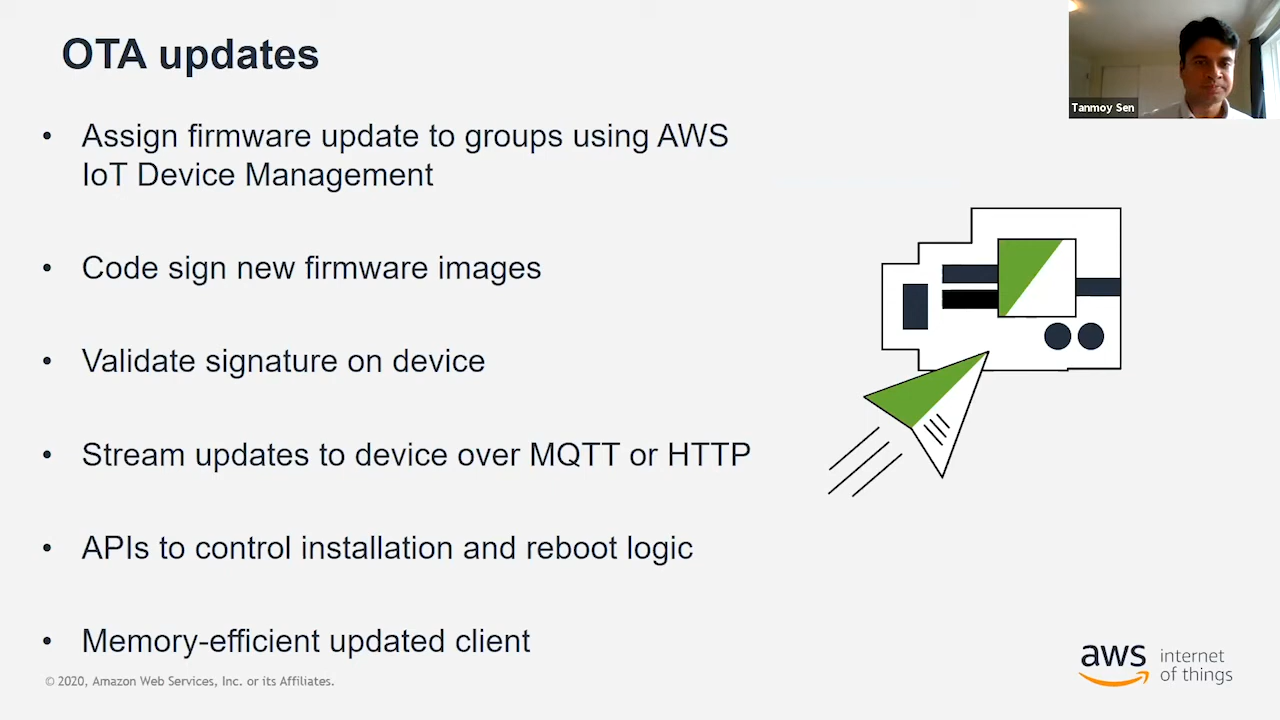 OTA updates
Tanmoy Sen
• Assign firmware update to groups using AWS
IoT Device Management
• Code sign new firmware images
• Validate signature on device
• Stream updates to device over MQTT or HTTP
• APIs to control installation and reboot logic
• Memory-efficient updated client
© 2020, Amazon Web Services, Inc. or its Affiliates.
aws internet
of things